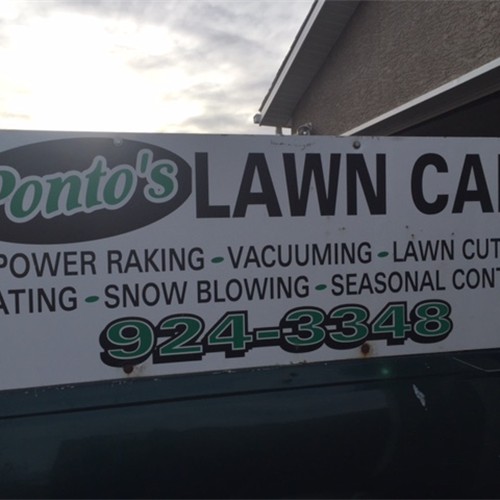 Ponto's LAWN CA
POWER RAKING - VACUUMING - LAWN CUT
ATING - SNOW BLOWING - SEASONAL CONT
924-3348